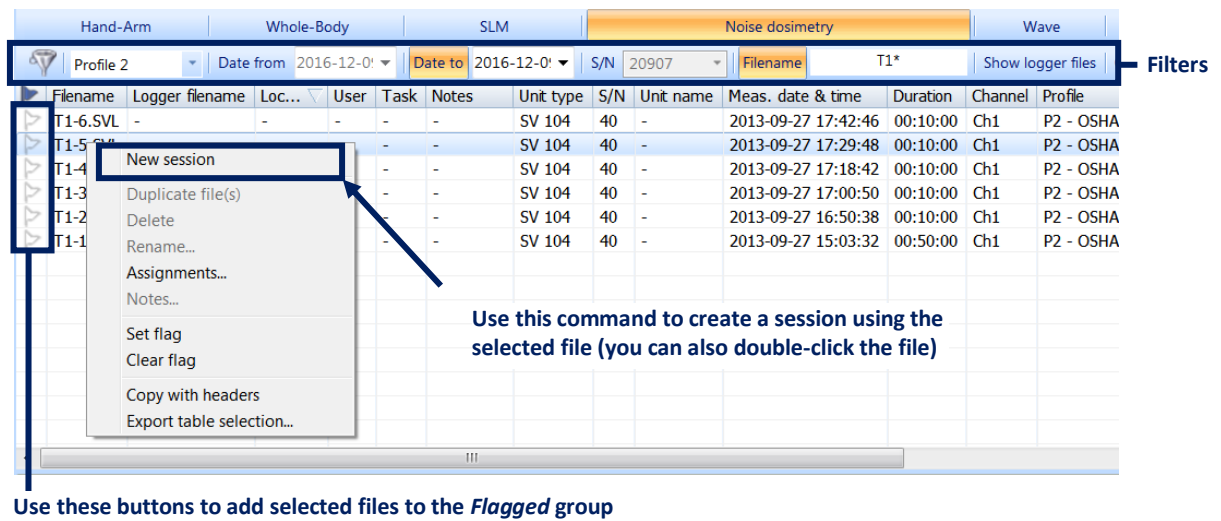 Hand-Arm Whole-Body SLM Noise dosimetry Wave
Profile 2 Date from 2016-12-09 Date to 2016-12-09 S/N 20907 Filename T1* Show logger files Filters
Filename Logger filename Loc... User Task Notes Unit type S/N Unit name Meas. date & time Duration Channel Profile
T1-6.SVL - - - - - SV 104 40 - 2013-09-27 17:42:46 00:10:00 Ch1 P2 - OSHA
T1-5.SVL - - SV 104 40 - 2013-09-27 17:29:48 00:10:00 Ch1 P2 - OSHA
New session
T1-4 - - SV 104 40 - 2013-09-27 17:18:42 00:10:00 Ch1 P2 - OSHA
T1-3 - - SV 104 40 - 2013-09-27 17:00:50 00:10:00 Ch1 P2 - OSHA
Duplicate file(s)
T1-2 - - SV 104 40 - 2013-09-27 16:50:38 00:10:00 Ch1 P2 - OSHA
Delete
T1-1 - - SV 104 40 - 2013-09-27 15:03:32 00:50:00 Ch1 P2 - OSHA
Rename...
Assignments...
Notes...
Set flag
Clear flag
Copy with headers
Export table selection...
Use this command to create a session using the
selected file (you can also double-click the file)
Use these buttons to add selected files to the Flagged group